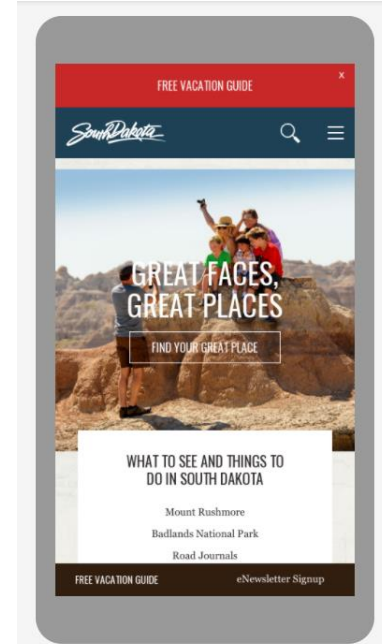 FREE VACATION GUIDE
x
SouthDakota
GREAT FACES,
GREAT PLACES
FIND YOUR GREAT PLACE
WHAT TO SEE AND THINGS TO
DO IN SOUTH DAKOTA
Mount Rushmore
Badlands National Park
Road Journals
FREE VACATION GUIDE eNewsletter Signup